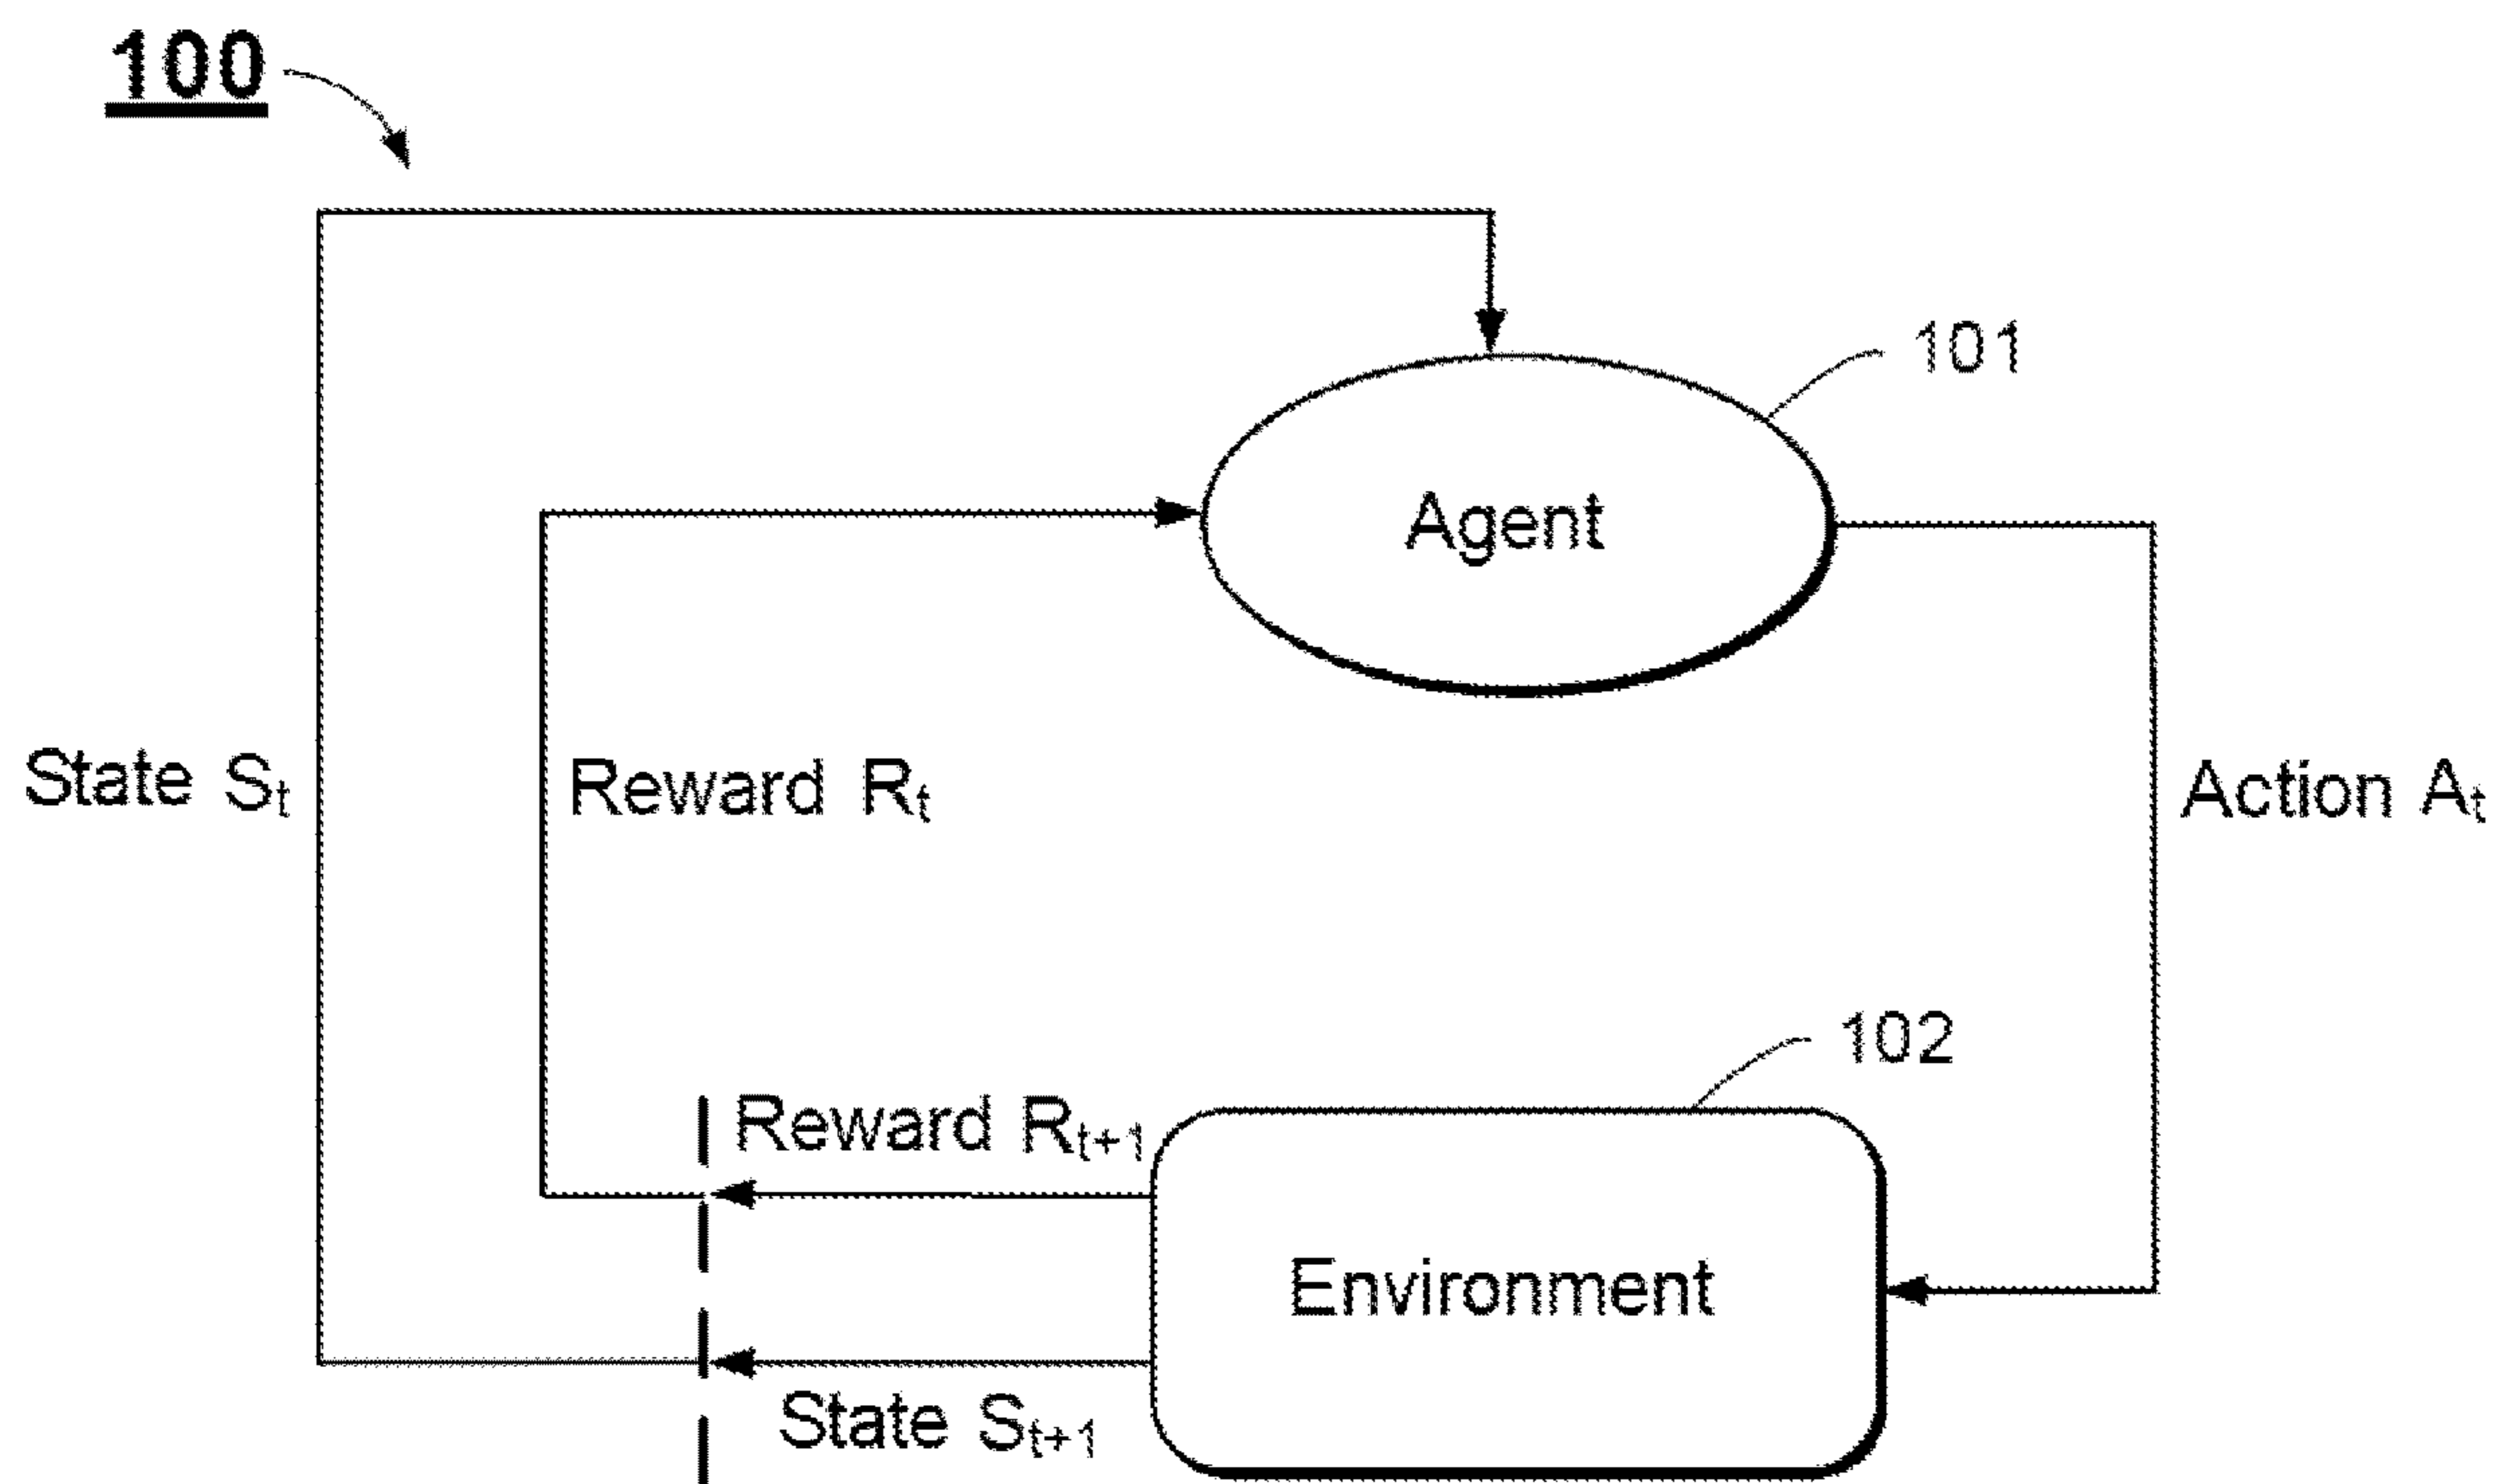 100
101
Agent
State St
Reward Rt
Action At
102
Reward Rt+1
Environment
State St+1